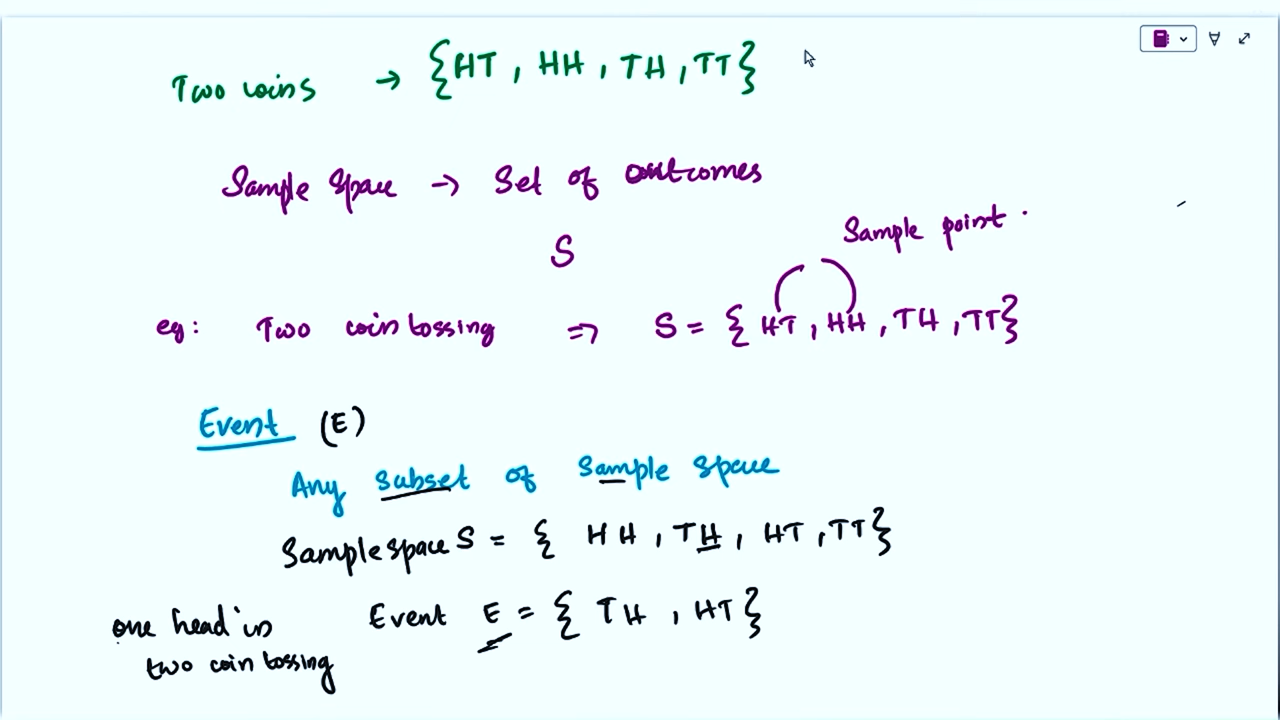 Two coins → {HT, HH, TH, TT}
Sample space → Set of outcomes
S
Sample point.
eg: Two coin tossing ⇒ S = {HT, HH, TH, TT}
Event (E)
Any subset of sample space
Sample space S = {HH, TH, HT, TT}
Event E = {TH, HT}
one head in
two coin tossing